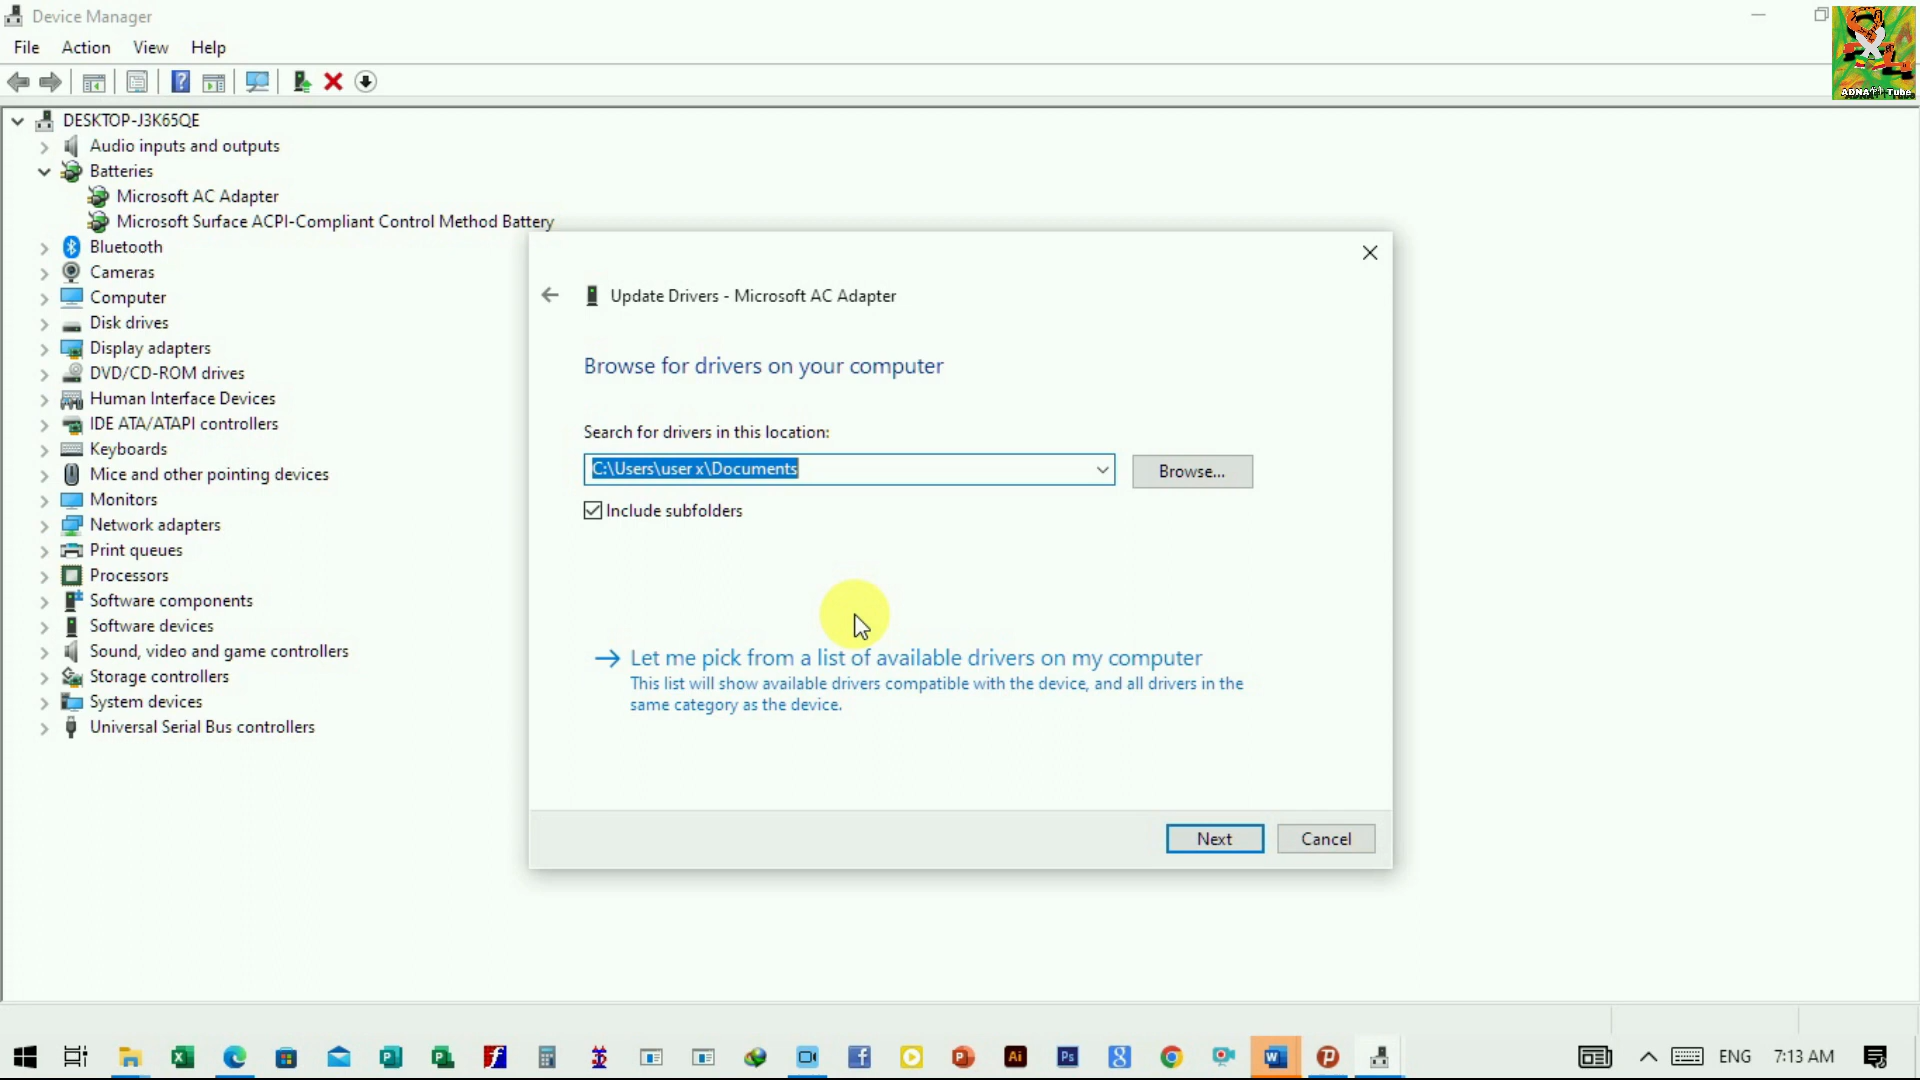 Device Manager
File Action View Help
ADNAን Tube
DESKTOP-J3K65QE
Audio inputs and outputs
Batteries
Microsoft AC Adapter
Microsoft Surface ACPI-Compliant Control Method Battery
Bluetooth
Cameras
Computer
Disk drives
Display adapters
DVD/CD-ROM drives
Human Interface Devices
IDE ATA/ATAPI controllers
Keyboards
Mice and other pointing devices
Monitors
Network adapters
Print queues
Processors
Software components
Software devices
Sound, video and game controllers
Storage controllers
System devices
Universal Serial Bus controllers
Update Drivers - Microsoft AC Adapter
Browse for drivers on your computer
Search for drivers in this location:
C:\Users\user x\Documents
Browse...
Include subfolders
Let me pick from a list of available drivers on my computer
This list will show available drivers compatible with the device, and all drivers in the
same category as the device.
Next Cancel
ENG 7:13 AM